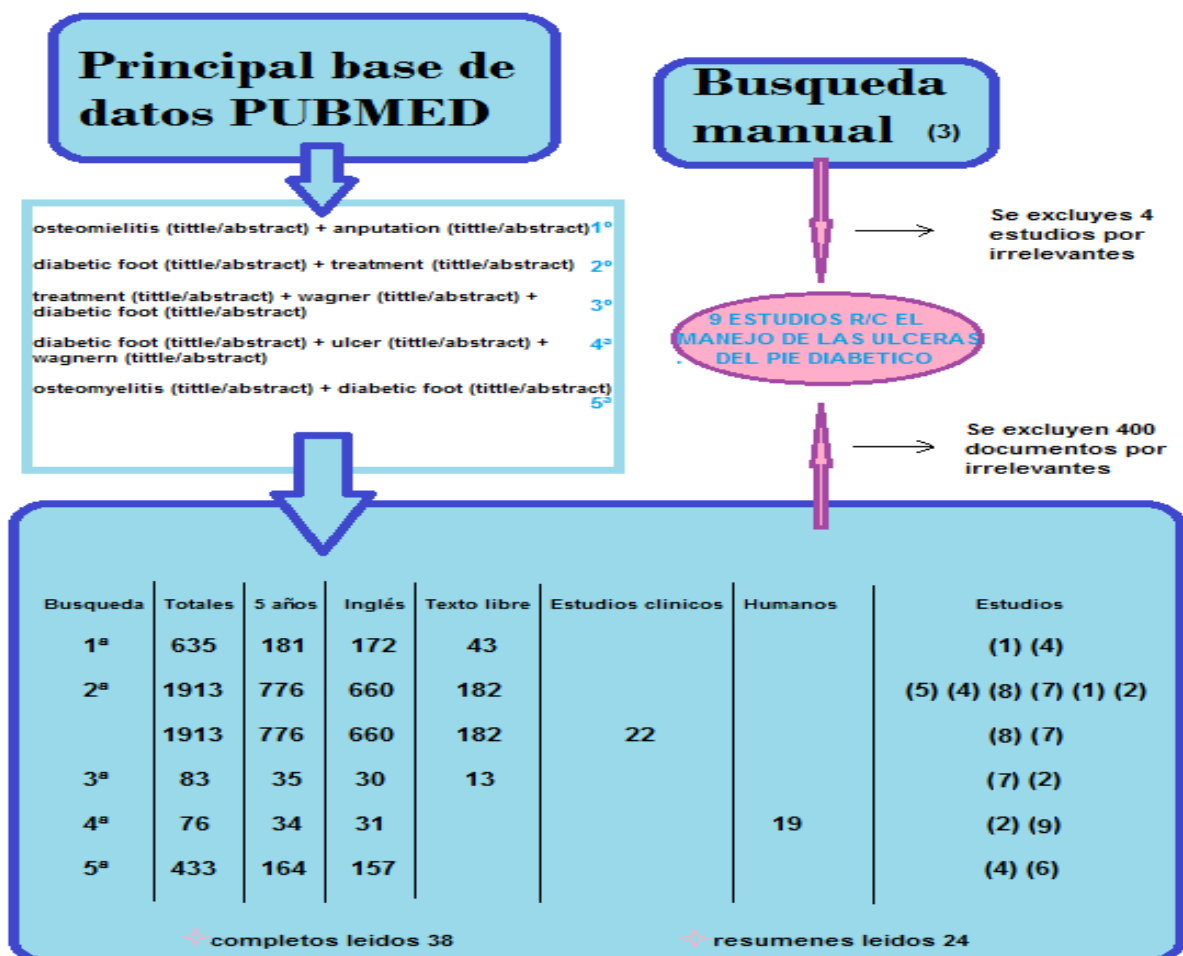 Principal base de
datos PUBMED
Busqueda
manual (3)
osteomielitis (tittle/abstract) + anputation (tittle/abstract) 1º
diabetic foot (tittle/abstract) + treatment (tittle/abstract) 2º
treatment (tittle/abstract) + wagner (tittle/abstract) +
diabetic foot (tittle/abstract) 3º
diabetic foot (tittle/abstract) + ulcer (tittle/abstract) + 4ª
wagnern (tittle/abstract)
osteomyelitis (tittle/abstract) + diabetic foot (tittle/abstract)
5ª
Se excluyes 4
estudios por
irrelevantes
9 ESTUDIOS R/C EL
MANEJO DE LAS ULCERAS
. DEL PIE DIABETICO
Se excluyen 400
documentos por
irrelevantes
Busqueda Totales 5 años Inglés Texto libre Estudios clinicos Humanos Estudios
1ª 635 181 172 43 (1) (4)
2ª 1913 776 660 182 (5) (4) (8) (7) (1) (2)
1913 776 660 182 22 (8) (7)
3ª 83 35 30 13 (7) (2)
4ª 76 34 31 19 (2) (9)
5ª 433 164 157 (4) (6)
completos leidos 38 resumenes leidos 24